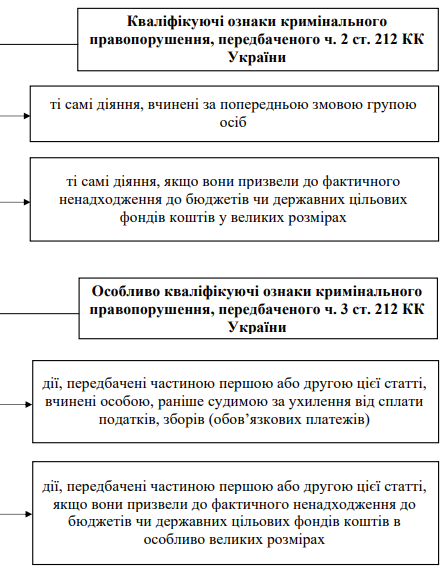 Кваліфікуючі ознаки кримінального
правопорушення, передбаченого ч. 2 ст. 212 КК
України
ті самі діяння, вчинені за попередньою змовою групою
осіб
ті самі діяння, якщо вони призвели до фактичного
ненадходження до бюджетів чи державних цільових
фондів коштів у великих розмірах
Особливо кваліфікуючі ознаки кримінального
правопорушення, передбаченого ч. 3 ст. 212 КК
України
дії, передбачені частиною першою або другою цієї статті,
вчинені особою, раніше судимою за ухилення від сплати
податків, зборів (обов’язкових платежів)
дії, передбачені частиною першою або другою цієї статті,
якщо вони призвели до фактичного ненадходження до
бюджетів чи державних цільових фондів коштів в
особливо великих розмірах